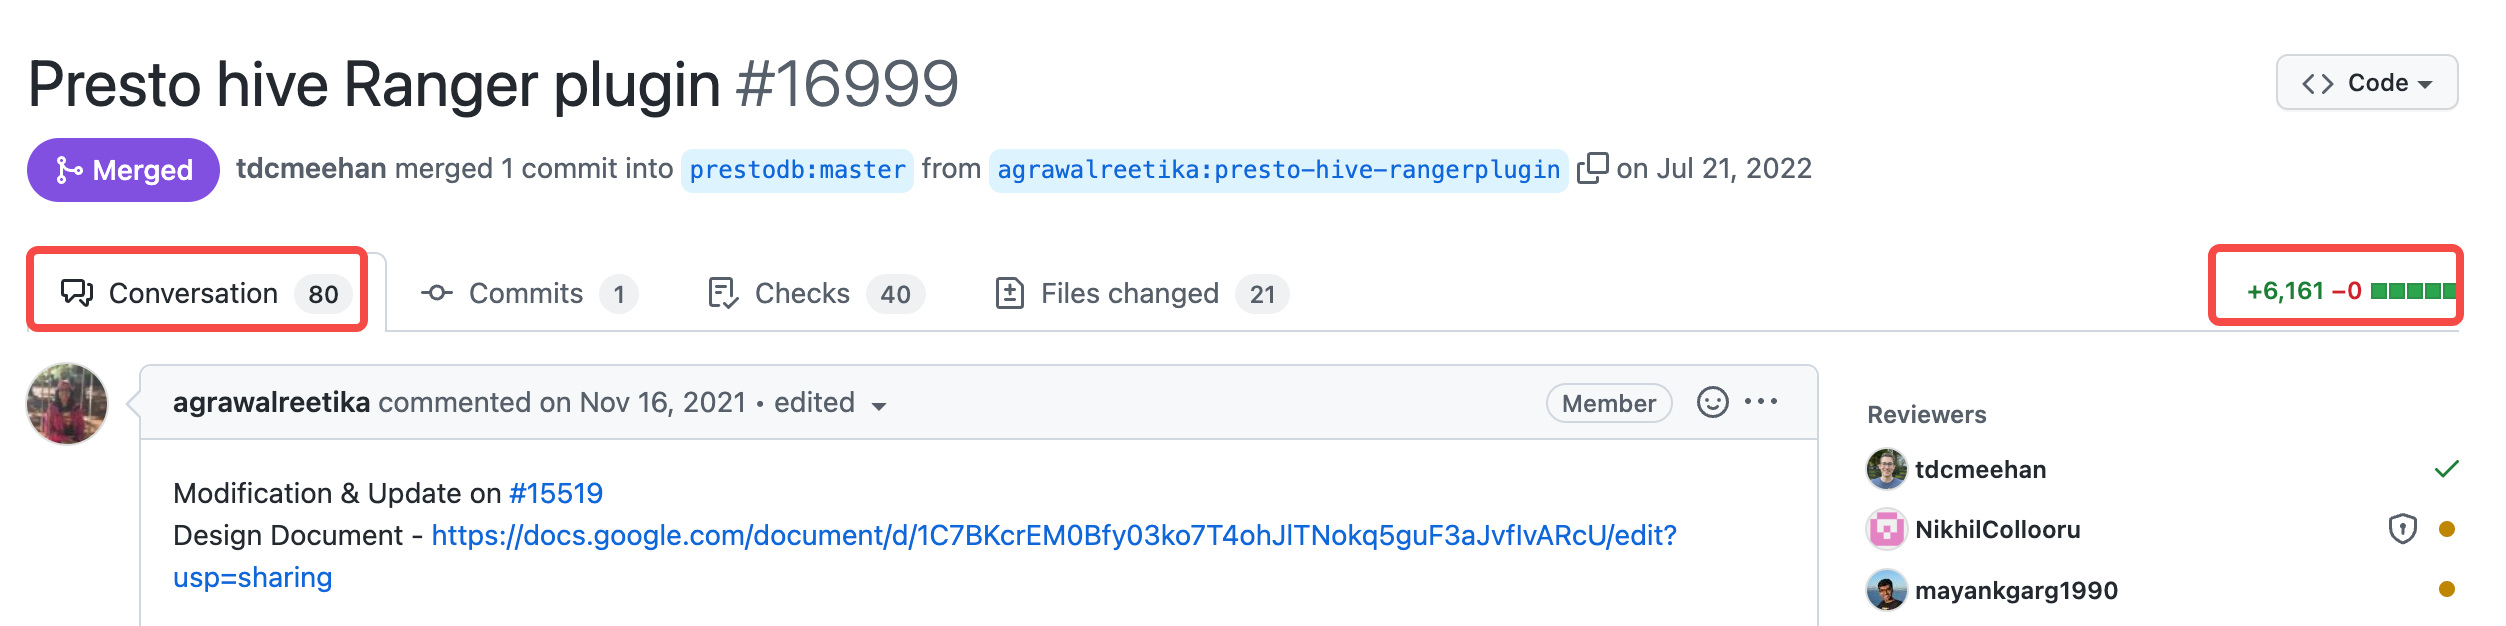 Presto hive Ranger plugin #16999
Code
Merged tdcmeehan merged 1 commit into prestodb:master from agrawalreetika:presto-hive-rangerplugin on Jul 21, 2022
Conversation 80 Commits 1 Checks 40 Files changed 21 +6,161 −0
agrawalreetika commented on Nov 16, 2021 • edited Member
Modification & Update on #15519
Design Document - https://docs.google.com/document/d/1C7BKcrEM0Bfy03ko7T4ohJlTNokq5guF3aJvflvARcU/edit?
usp=sharing
Reviewers
tdcmeehan
NikhilCollooru
mayankgarg1990